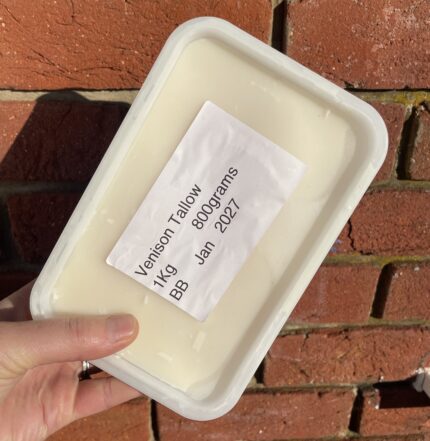 Venison Tallow
1Kg 800grams
BB Jan 2027